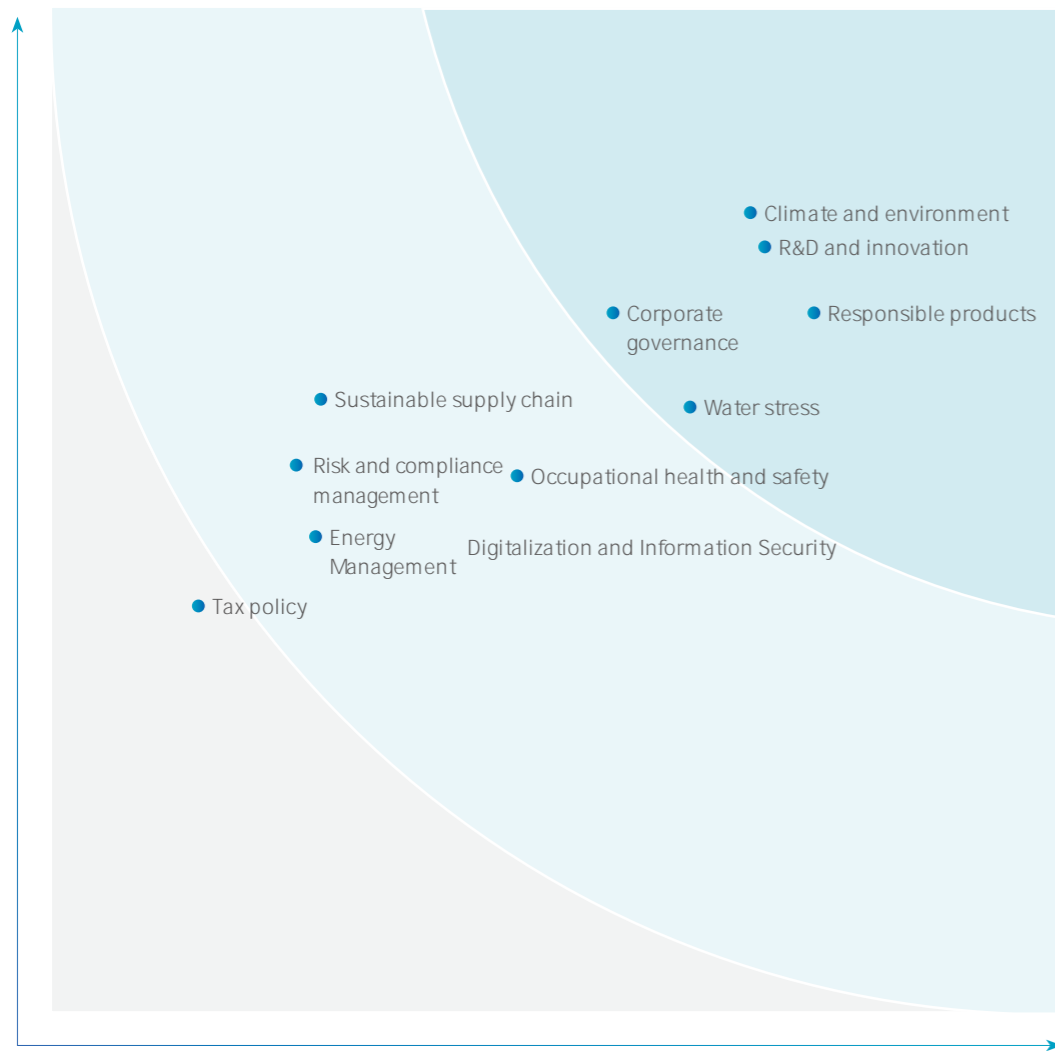 Climate and environment
R&D and innovation
Corporate
governance
Responsible products
Sustainable supply chain
Water stress
Risk and compliance
management
Occupational health and safety
Energy
Management
Digitalization and Information Security
Tax policy